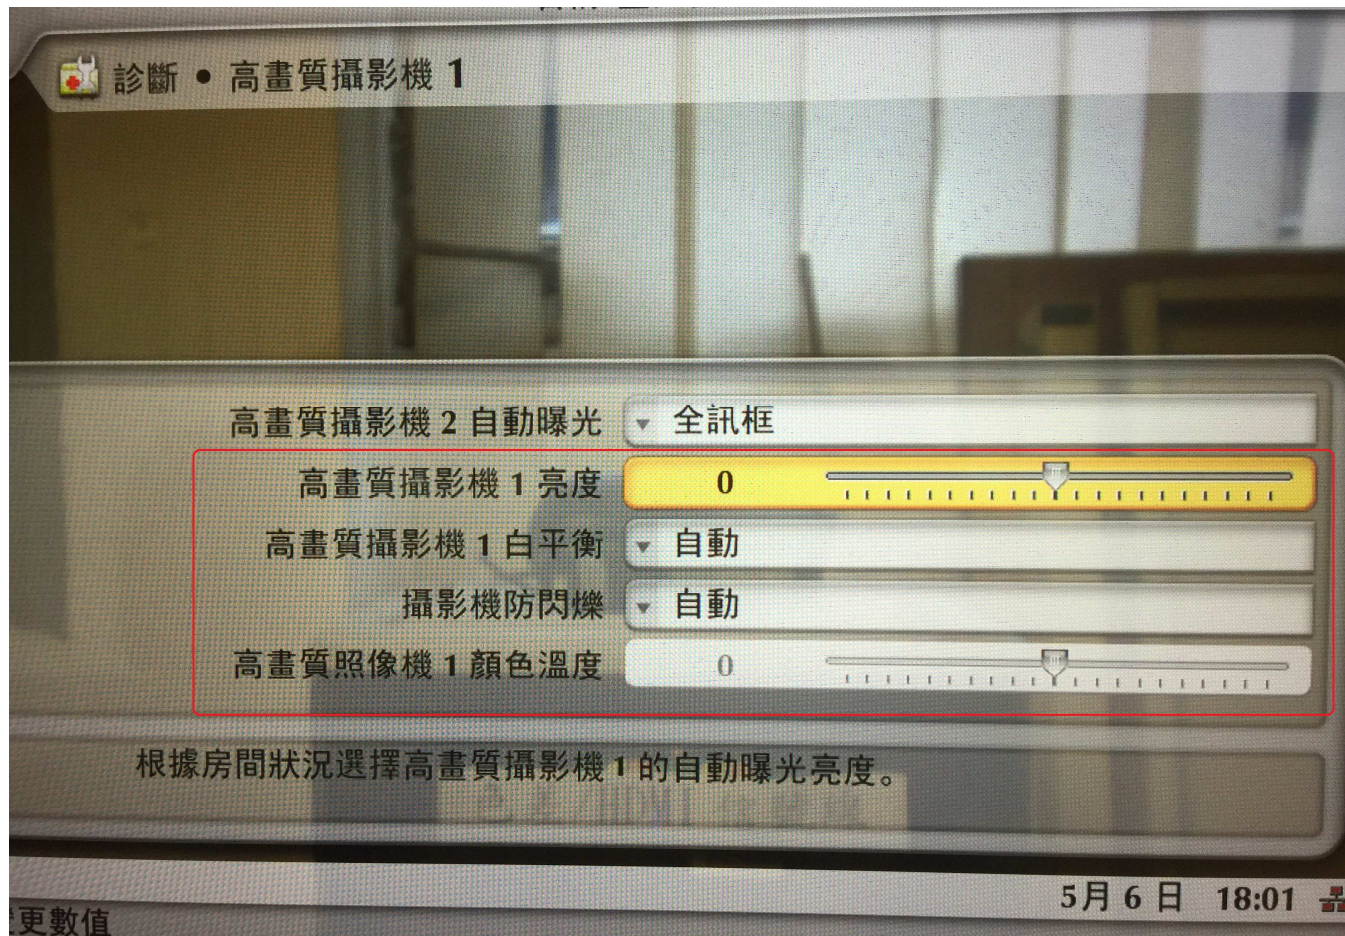 診斷 • 高畫質攝影機 1
高畫質攝影機 2 自動曝光 全訊框
高畫質攝影機 1 亮度 0
高畫質攝影機 1 白平衡 自動
攝影機防閃爍 自動
高畫質照像機 1 顏色溫度 0
根據房間狀況選擇高畫質攝影機 1 的自動曝光亮度。
5月 6 日 18:01
更數值